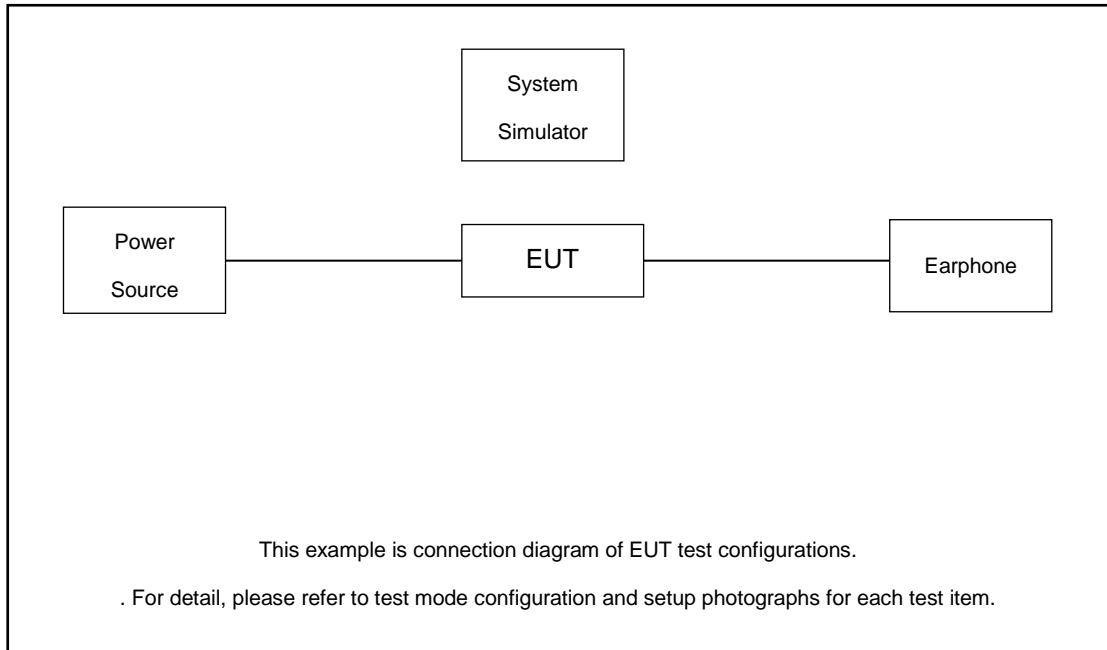 System
Simulator
Power
Source
EUT
Earphone
This example is connection diagram of EUT test configurations.
. For detail, please refer to test mode configuration and setup photographs for each test item.